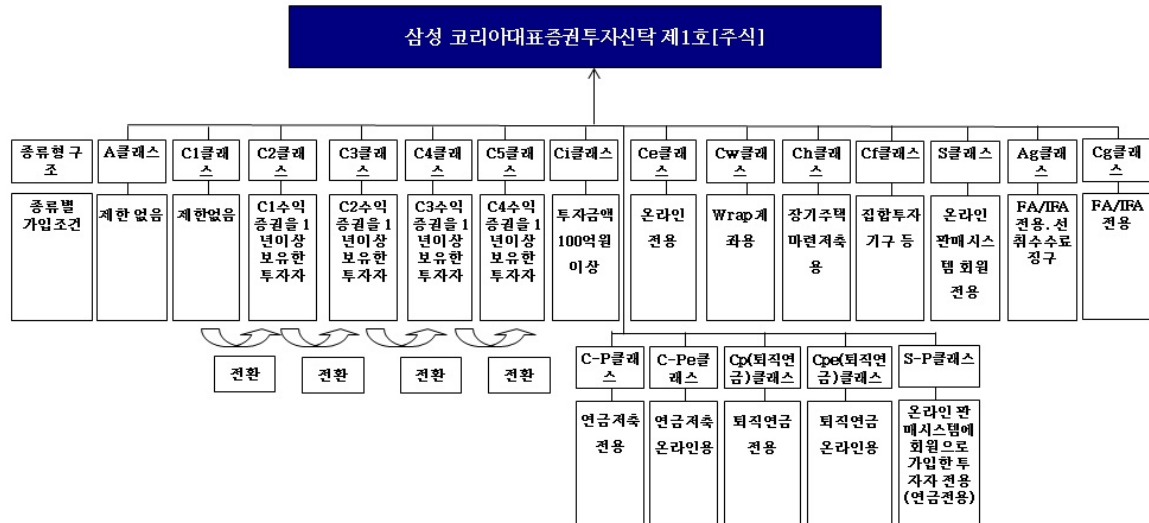 삼성 코리아대표증권투자신탁 제1호[주식]
종류형 구
조
A클래스
C1클래
스
C2클래
스
C3클래
스
C4클래
스
C5클래
스
Ci클래스
Ce클래
스
Cw클래
스
Ch클래
스
Cf클래스
S클래스
Ag클래
스
Cg클래
스
종류별
가입조건
제한 없음
제한없음
C1수익
증권을 1
년이상
보유한
투자자
C2수익
증권을 1
년이상
보유한
투자자
C3수익
증권을 1
년이상
보유한
투자자
C4수익
증권을 1
년이상
보유한
투자자
투자금액
100억원
이상
온라인
전용
Wrap 계
좌용
장기주택
마련저축
용
집합투자
기구 등
온라인
판매시스
템 회원
전용
FA/IFA
전용. 선
취수수료
징구
FA/IFA
전용
전환
전환
전환
전환
C-P클래
스
C-Pe클
래스
Cp(퇴직연
금)클래스
Cpe(퇴직연
금)클래스
S-P클래스
연금저축
전용
연금저축
온라인용
퇴직연금
전용
퇴직연금
온라인용
온라인 판
매시스템에
회원으로
가입한 투
자자 전용
(연금전용)